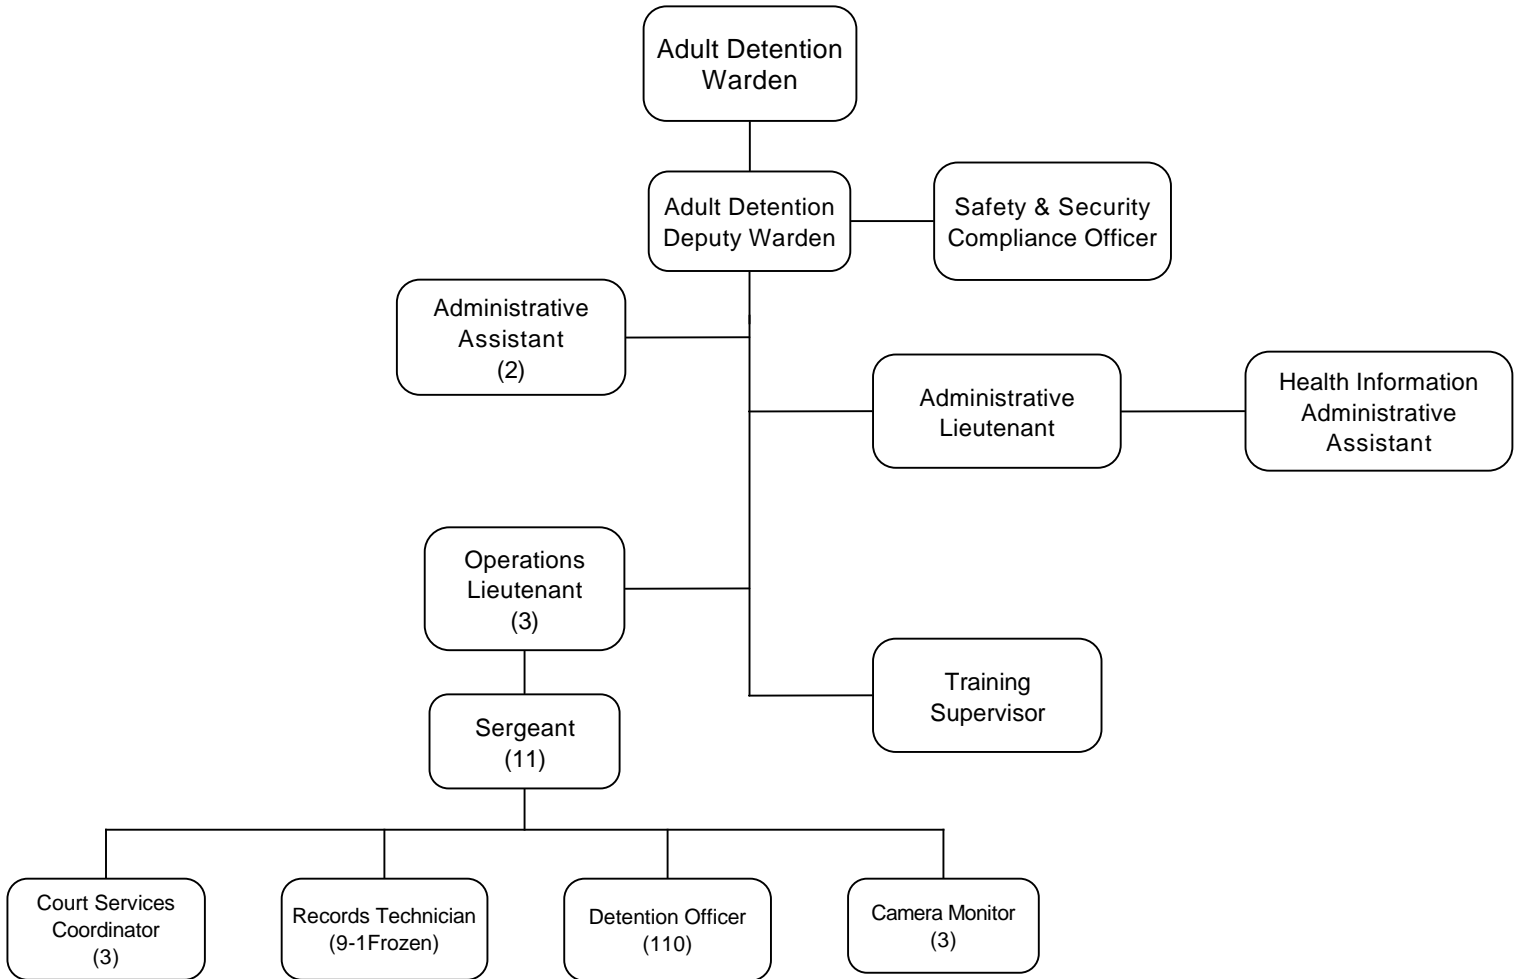 Adult Detention
Warden
Adult Detention
Deputy Warden
Safety & Security
Compliance Officer
Administrative
Assistant
(2)
Administrative
Lieutenant
Health Information
Administrative
Assistant
Operations
Lieutenant
(3)
Training
Supervisor
Sergeant
(11)
Court Services
Coordinator
(3)
Records Technician
(9-1Frozen)
Detention Officer
(110)
Camera Monitor
(3)